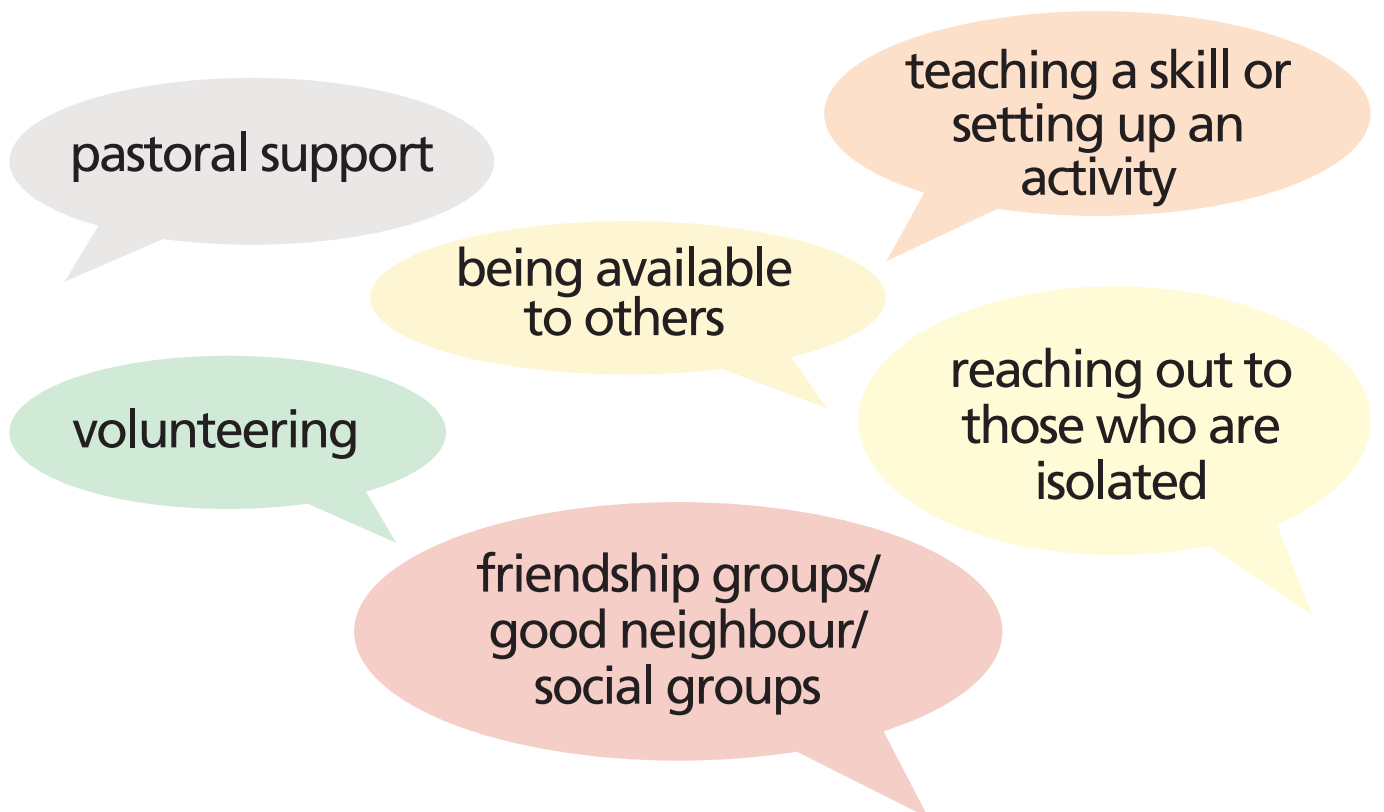 pastoral support
teaching a skill or
setting up an
activity
being available
to others
volunteering
reaching out to
those who are
isolated
friendship groups/
good neighbour/
social groups